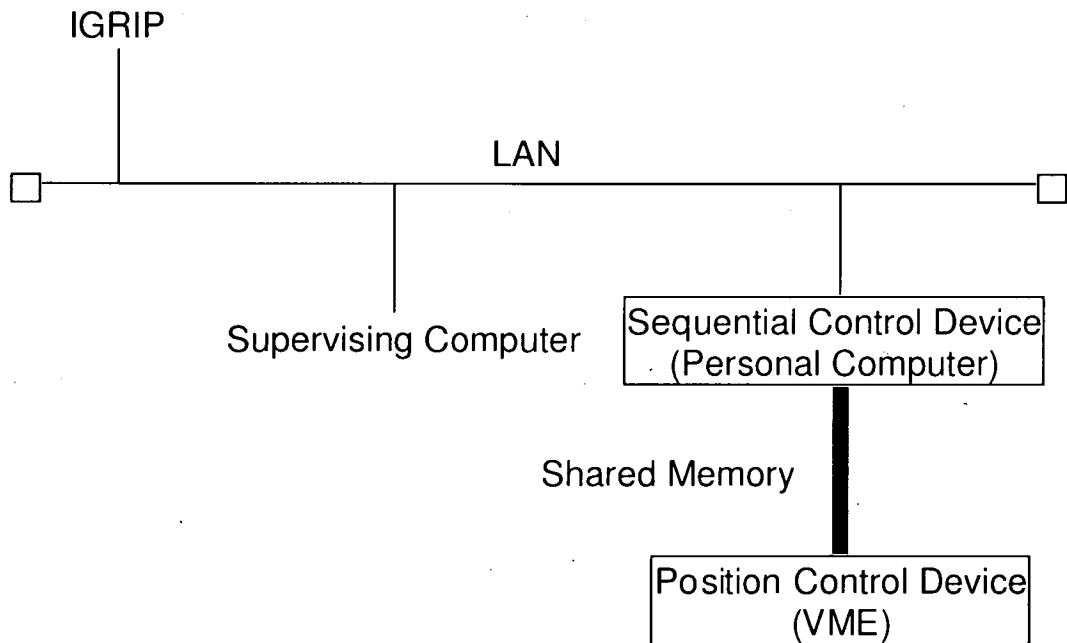 IGRIP
LAN
Supervising Computer
Sequential Control Device
(Personal Computer)
Shared Memory
Position Control Device
(VME)